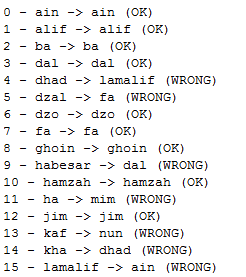 0 - ain -> ain (OK)
1 - alif -> alif (OK)
2 - ba -> ba (OK)
3 - dal -> dal (OK)
4 - dhad -> lamalif (WRONG)
5 - dzal -> fa (WRONG)
6 - dzo -> dzo (OK)
7 - fa -> fa (OK)
8 - ghoin -> ghoin (OK)
9 - habesar -> dal (WRONG)
10 - hamzah -> hamzah (OK)
11 - ha -> mim (WRONG)
12 - jim -> jim (OK)
13 - kaf -> nun (WRONG)
14 - kha -> dhad (WRONG)
15 - lamalif -> ain (WRONG)